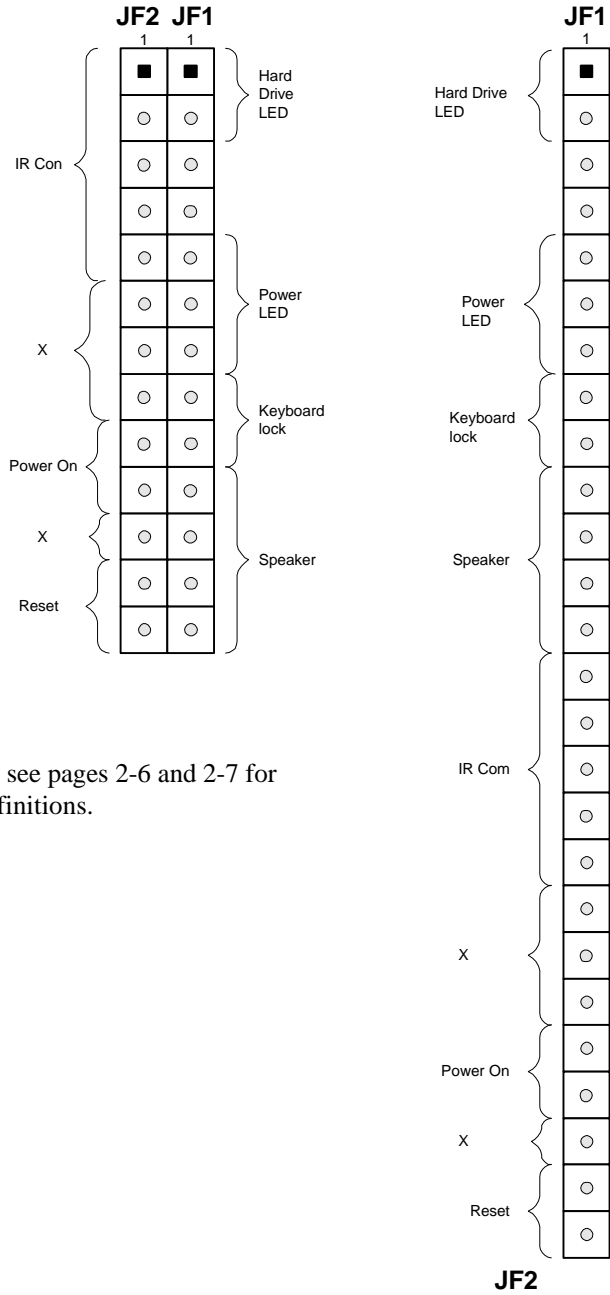 JF2 JF1
1 1
Hard
Drive
LED
IR Con
Power
LED
X
Keyboard
lock
Power On
X
Speaker
Reset
see pages 2-6 and 2-7 for
finitions.
JF1
1
Hard Drive
LED
Power
LED
Keyboard
lock
Speaker
IR Com
X
Power On
X
Reset
JF2